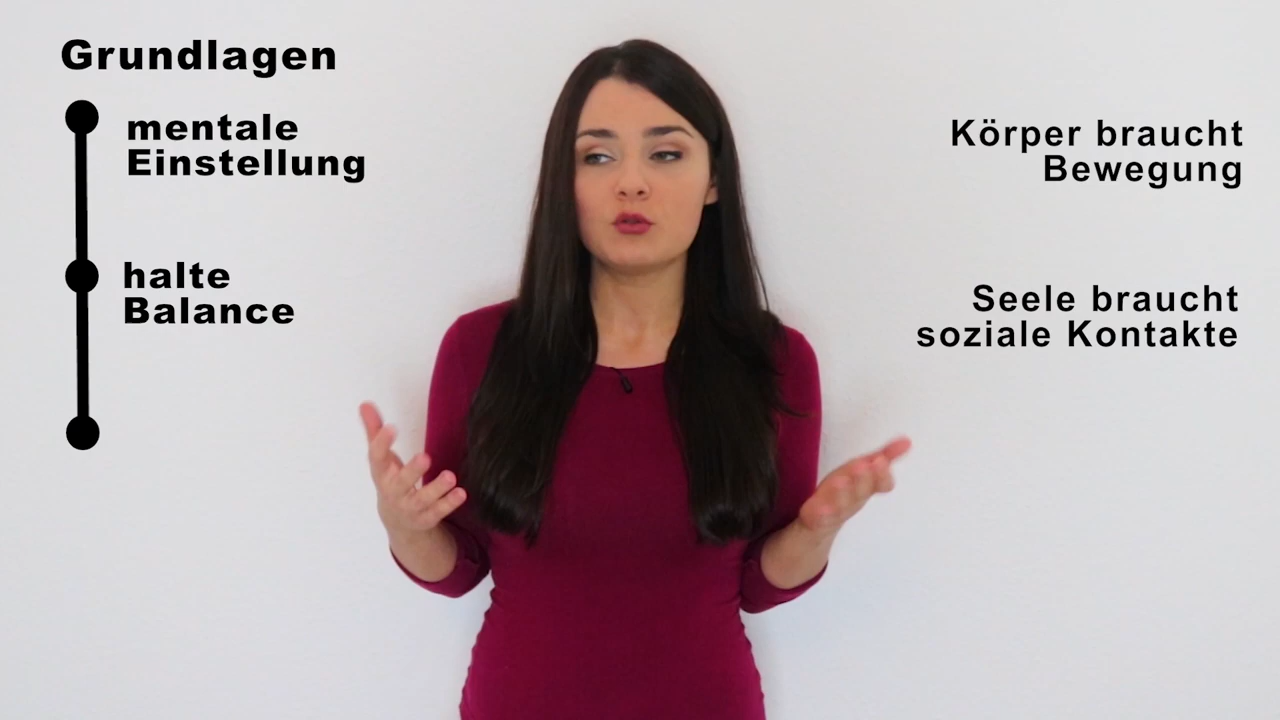 Grundlagen
mentale
Einstellung
halte
Balance
Körper braucht
Bewegung
Seele braucht
soziale Kontakte